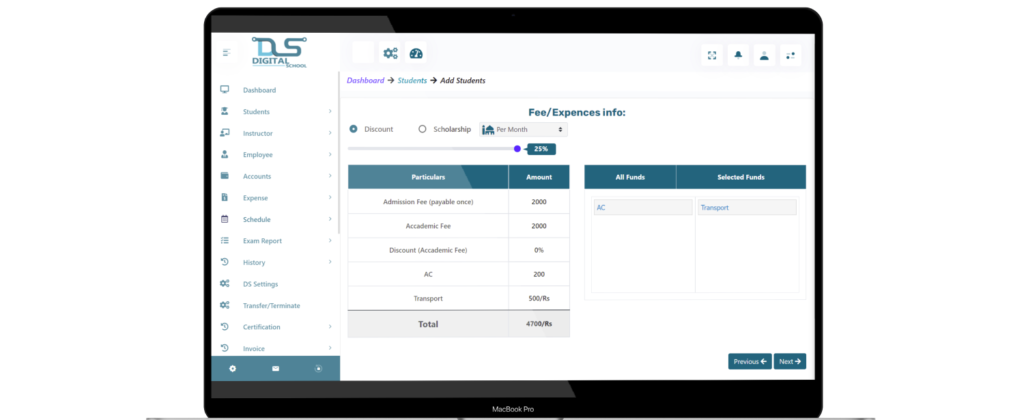 DLS
DIGITAL
SCHOOL
Dashboard → Students → Add Students
Dashboard
Students
Instructor
Employee
Accounts
Expense
Schedule
Exam Report
History
DS Settings
Transfer/Terminate
Certification
Invoice
Fee/Expences info:
Discount
Scholarship
Per Month
25%
Particulars Amount
Admission Fee (payable once) 2000
Accademic Fee 2000
Discount (Accademic Fee) 0%
AC 200
Transport 500/Rs
Total 4700/Rs
All Funds Selected Funds
AC Transport
Previous ← Next →
MacBook Pro